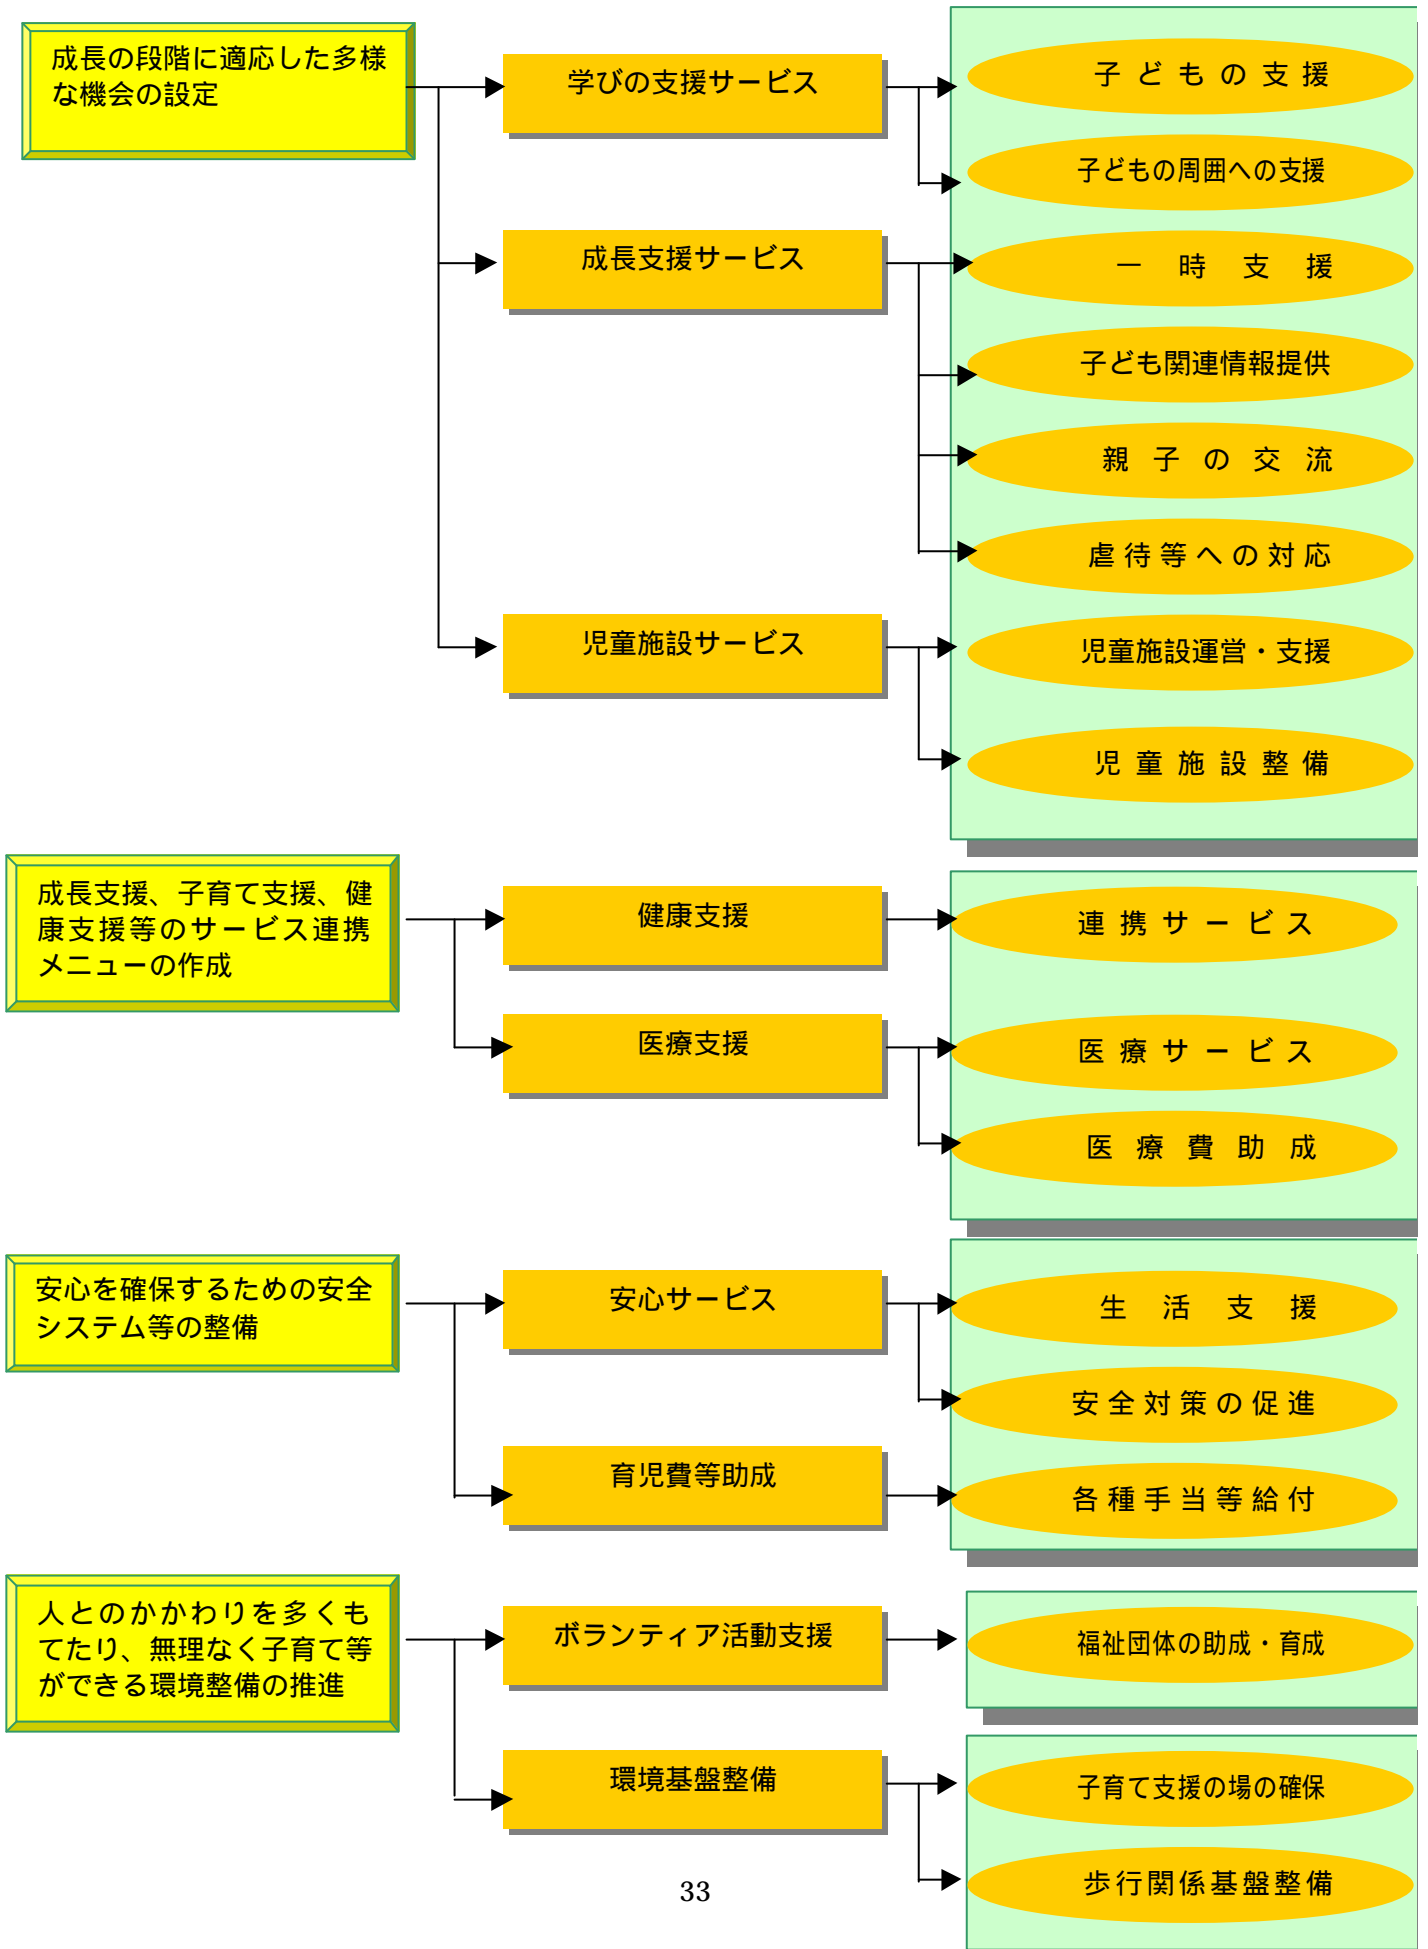 成長の段階に適応した多様
な機会の設定
学びの支援サービス
子どもの支援
子どもの周囲への支援
成長支援サービス
一時支援
子ども関連情報提供
親子の交流
虐待等への対応
児童施設サービス
児童施設運営・支援
児童施設整備
成長支援、子育て支援、健
康支援等のサービス連携
メニューの作成
健康支援
連携サービス
医療支援
医療サービス
医療費助成
安心を確保するための安全
システム等の整備
安心サービス
生活支援
安全対策の促進
育児費等助成
各種手当等給付
人とのかかわりを多くも
てたり、無理なく子育て等
ができる環境整備の推進
ボランティア活動支援
福祉団体の助成・育成
環境基盤整備
子育て支援の場の確保
歩行関係基盤整備
33